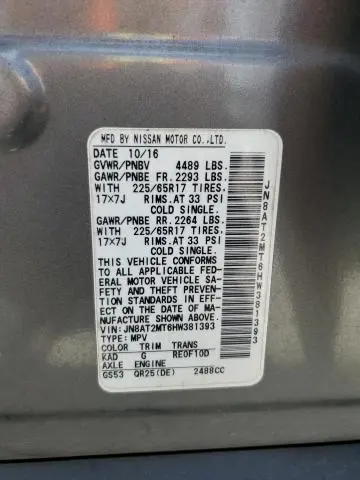 MFD BY NISSAN MOTOR CO.,LTD.
DATE 10/16
GVWR/PNBV 4489 LBS.
GAWR/PNBE FR. 2293 LBS.
WITH 225/65R17 TIRES,
17X7J RIMS.AT 33 PSI
COLD SINGLE.
GAWR/PNBE RR. 2264 LBS.
WITH 225/65R17 TIRES,
17X7J RIMS.AT 33 PSI
COLD SINGLE.
THIS VEHICLE CONFORMS
TO ALL APPLICABLE FED-
ERAL MOTOR VEHICLE SA-
FETY AND THEFT PREVEN-
TION STANDARDS IN EFF-
ECT ON THE DATE OF MA-
NUFACTURE SHOWN ABOVE.
VIN:JN8AT2MT6HW381393
TYPE: MPV
COLOR TRIM TRANS
KAD G RE0F10D
AXLE ENGINE
GS53 QR25(DE) 2488CC
JN8AT2MT6HW381393